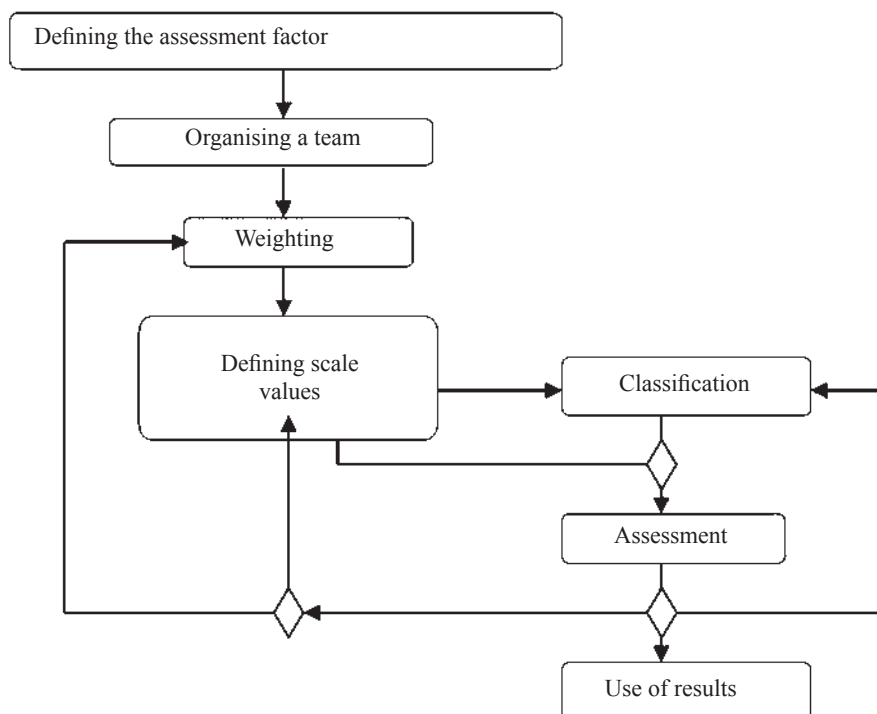 Defining the assessment factor
Organising a team
Weighting
Defining scale
values
Classification
Assessment
Use of results